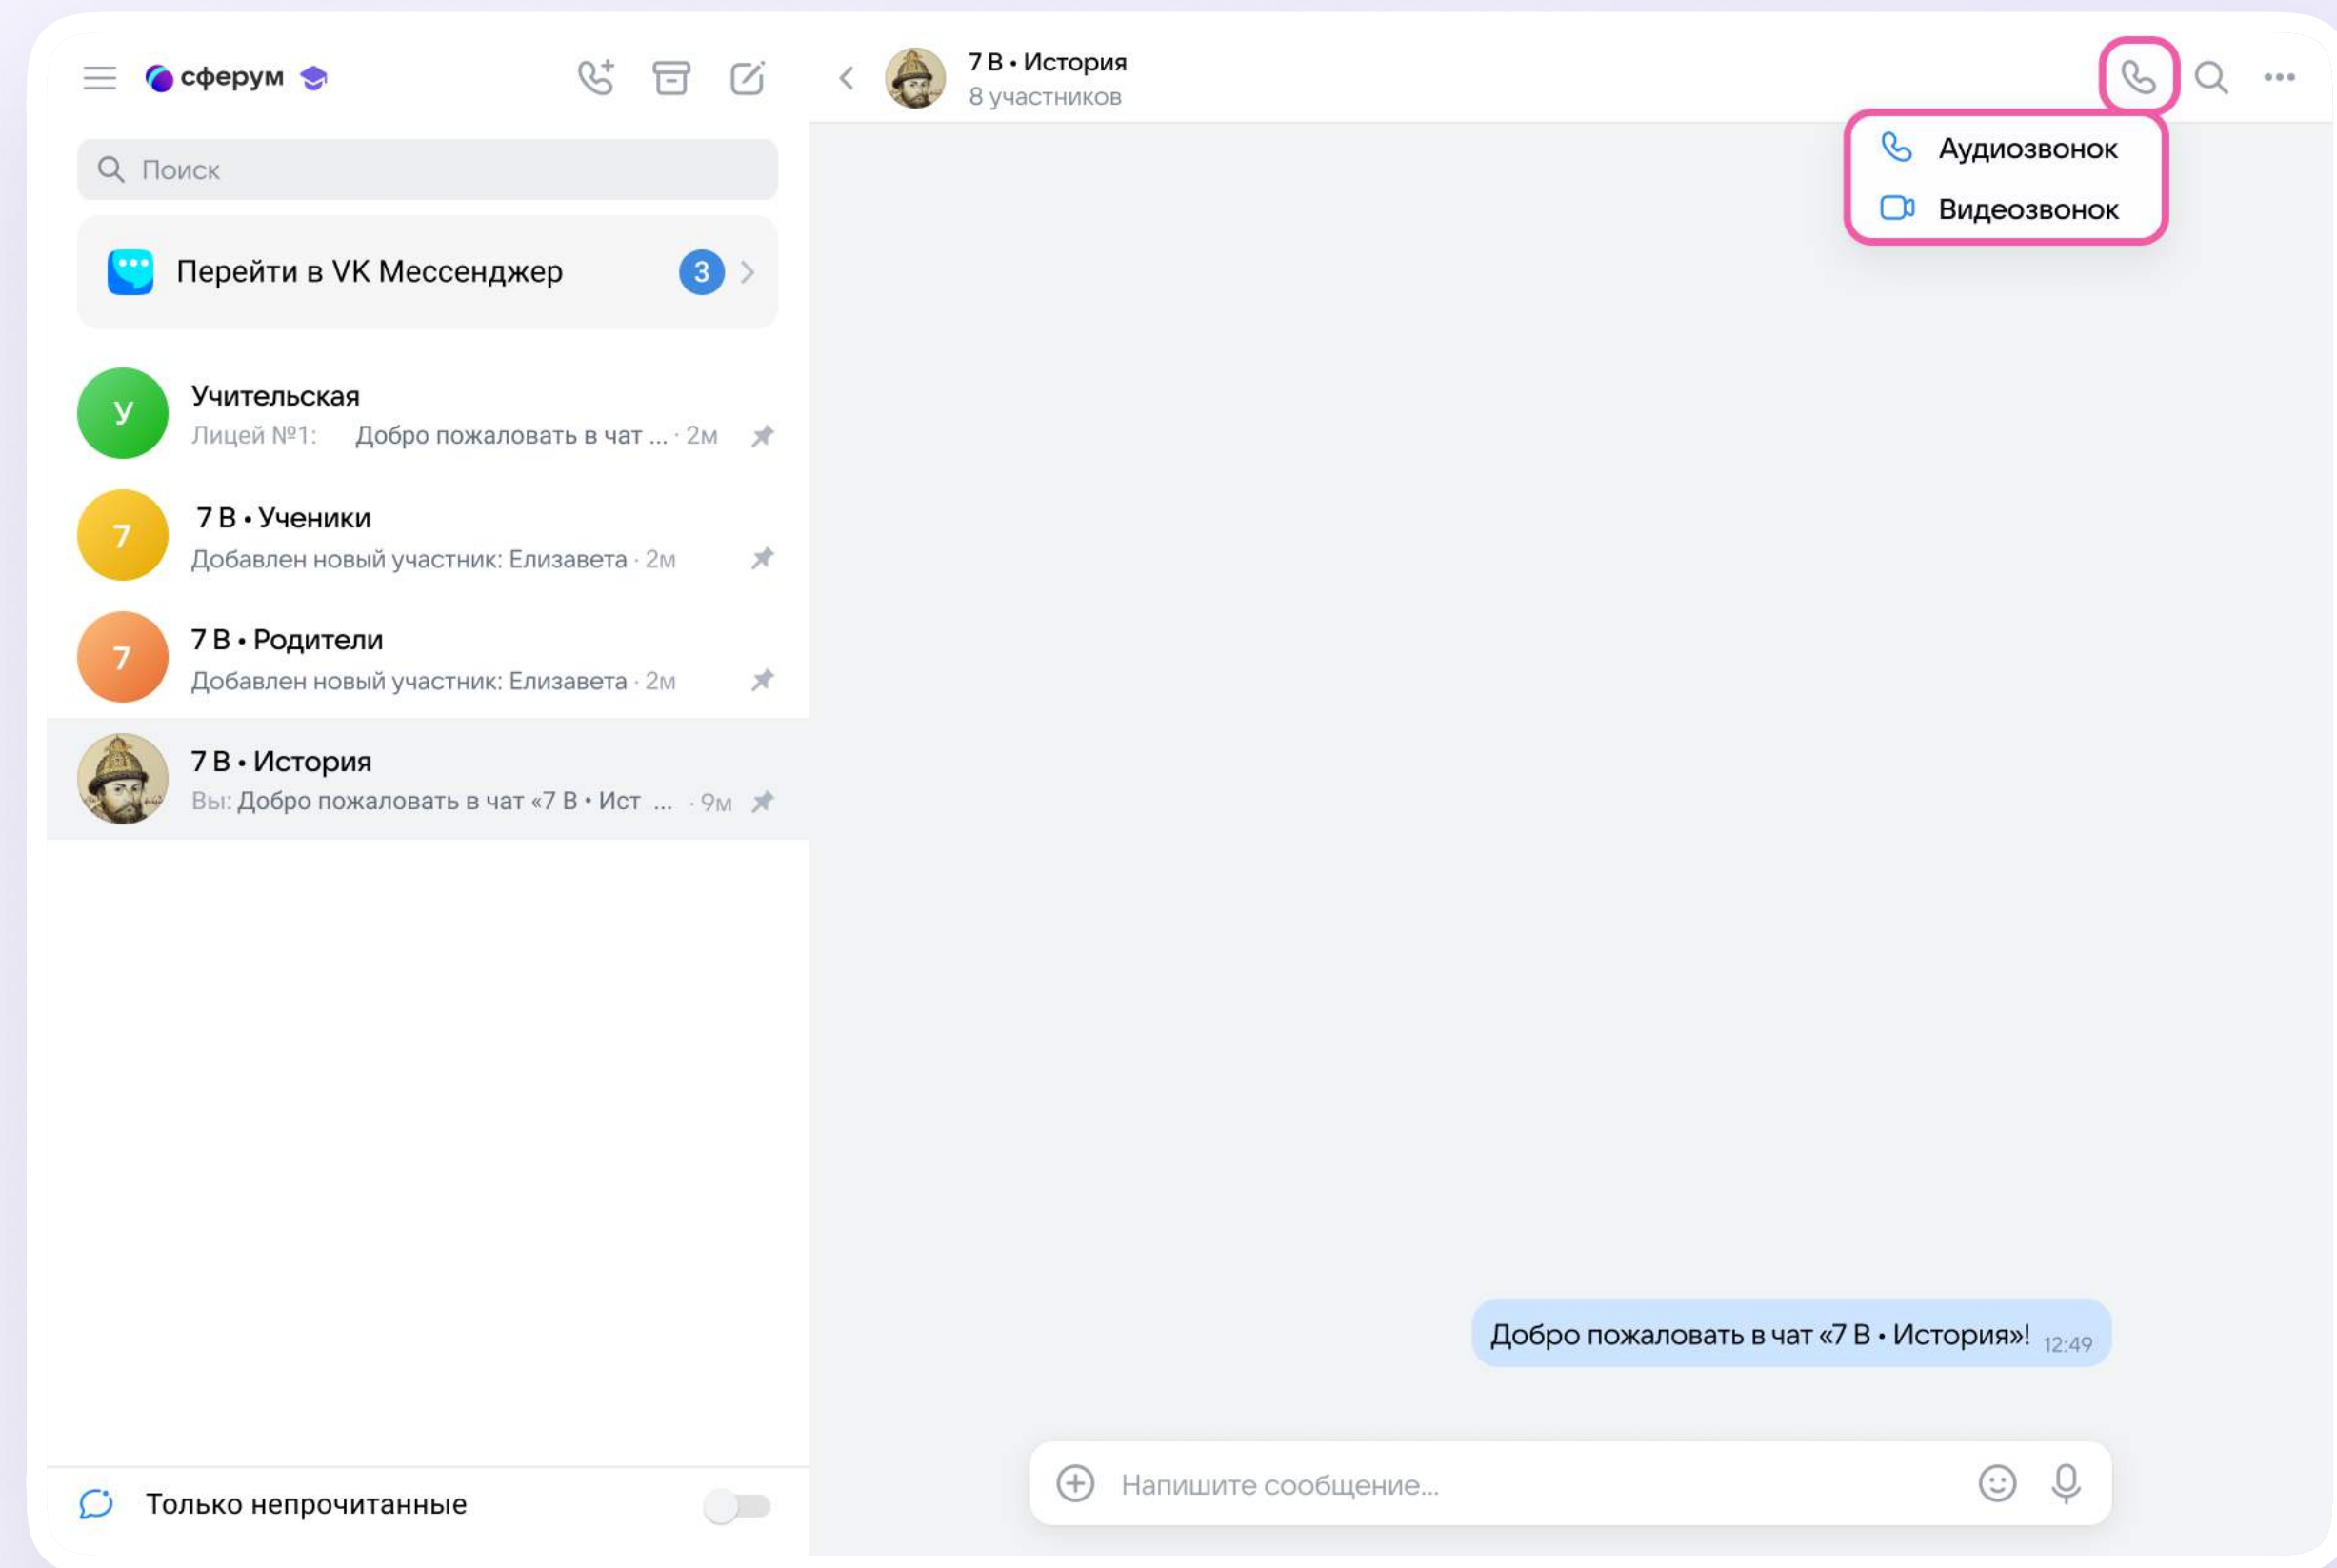 сферум
Поиск
Перейти в VK Мессенджер 3
У
Учительская
Лицей №1: Добро пожаловать в чат ... · 2м
7
7 В • Ученики
Добавлен новый участник: Елизавета · 2м
7
7 В • Родители
Добавлен новый участник: Елизавета · 2м
7 В • История
Вы: Добро пожаловать в чат «7 В • Ист ... · 9м
Только непрочитанные
7 В • История
8 участников
Аудиозвонок
Видеозвонок
Добро пожаловать в чат «7 В • История»! 12:49
Напишите сообщение...